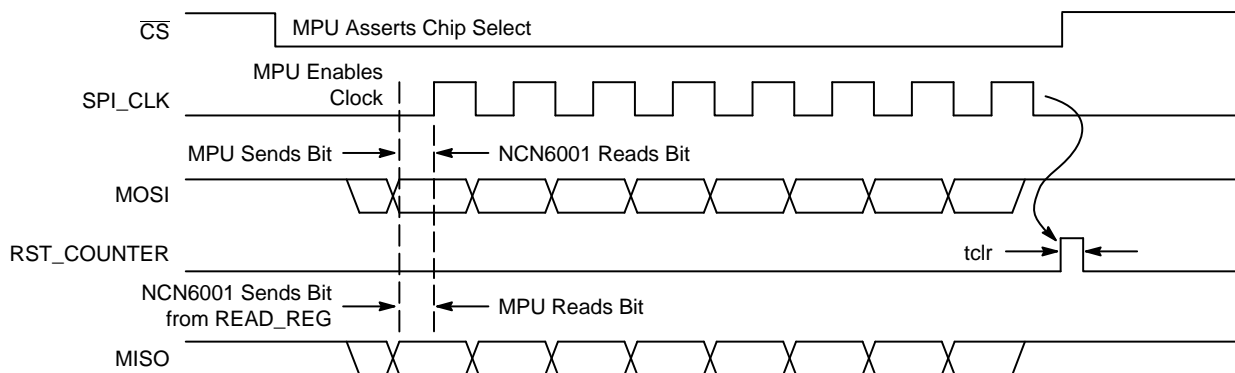 CS
MPU Asserts Chip Select
MPU Enables
Clock
SPI_CLK
MPU Sends Bit
NCN6001 Reads Bit
MOSI
RST_COUNTER
tclr
NCN6001 Sends Bit
from READ_REG
MPU Reads Bit
MISO